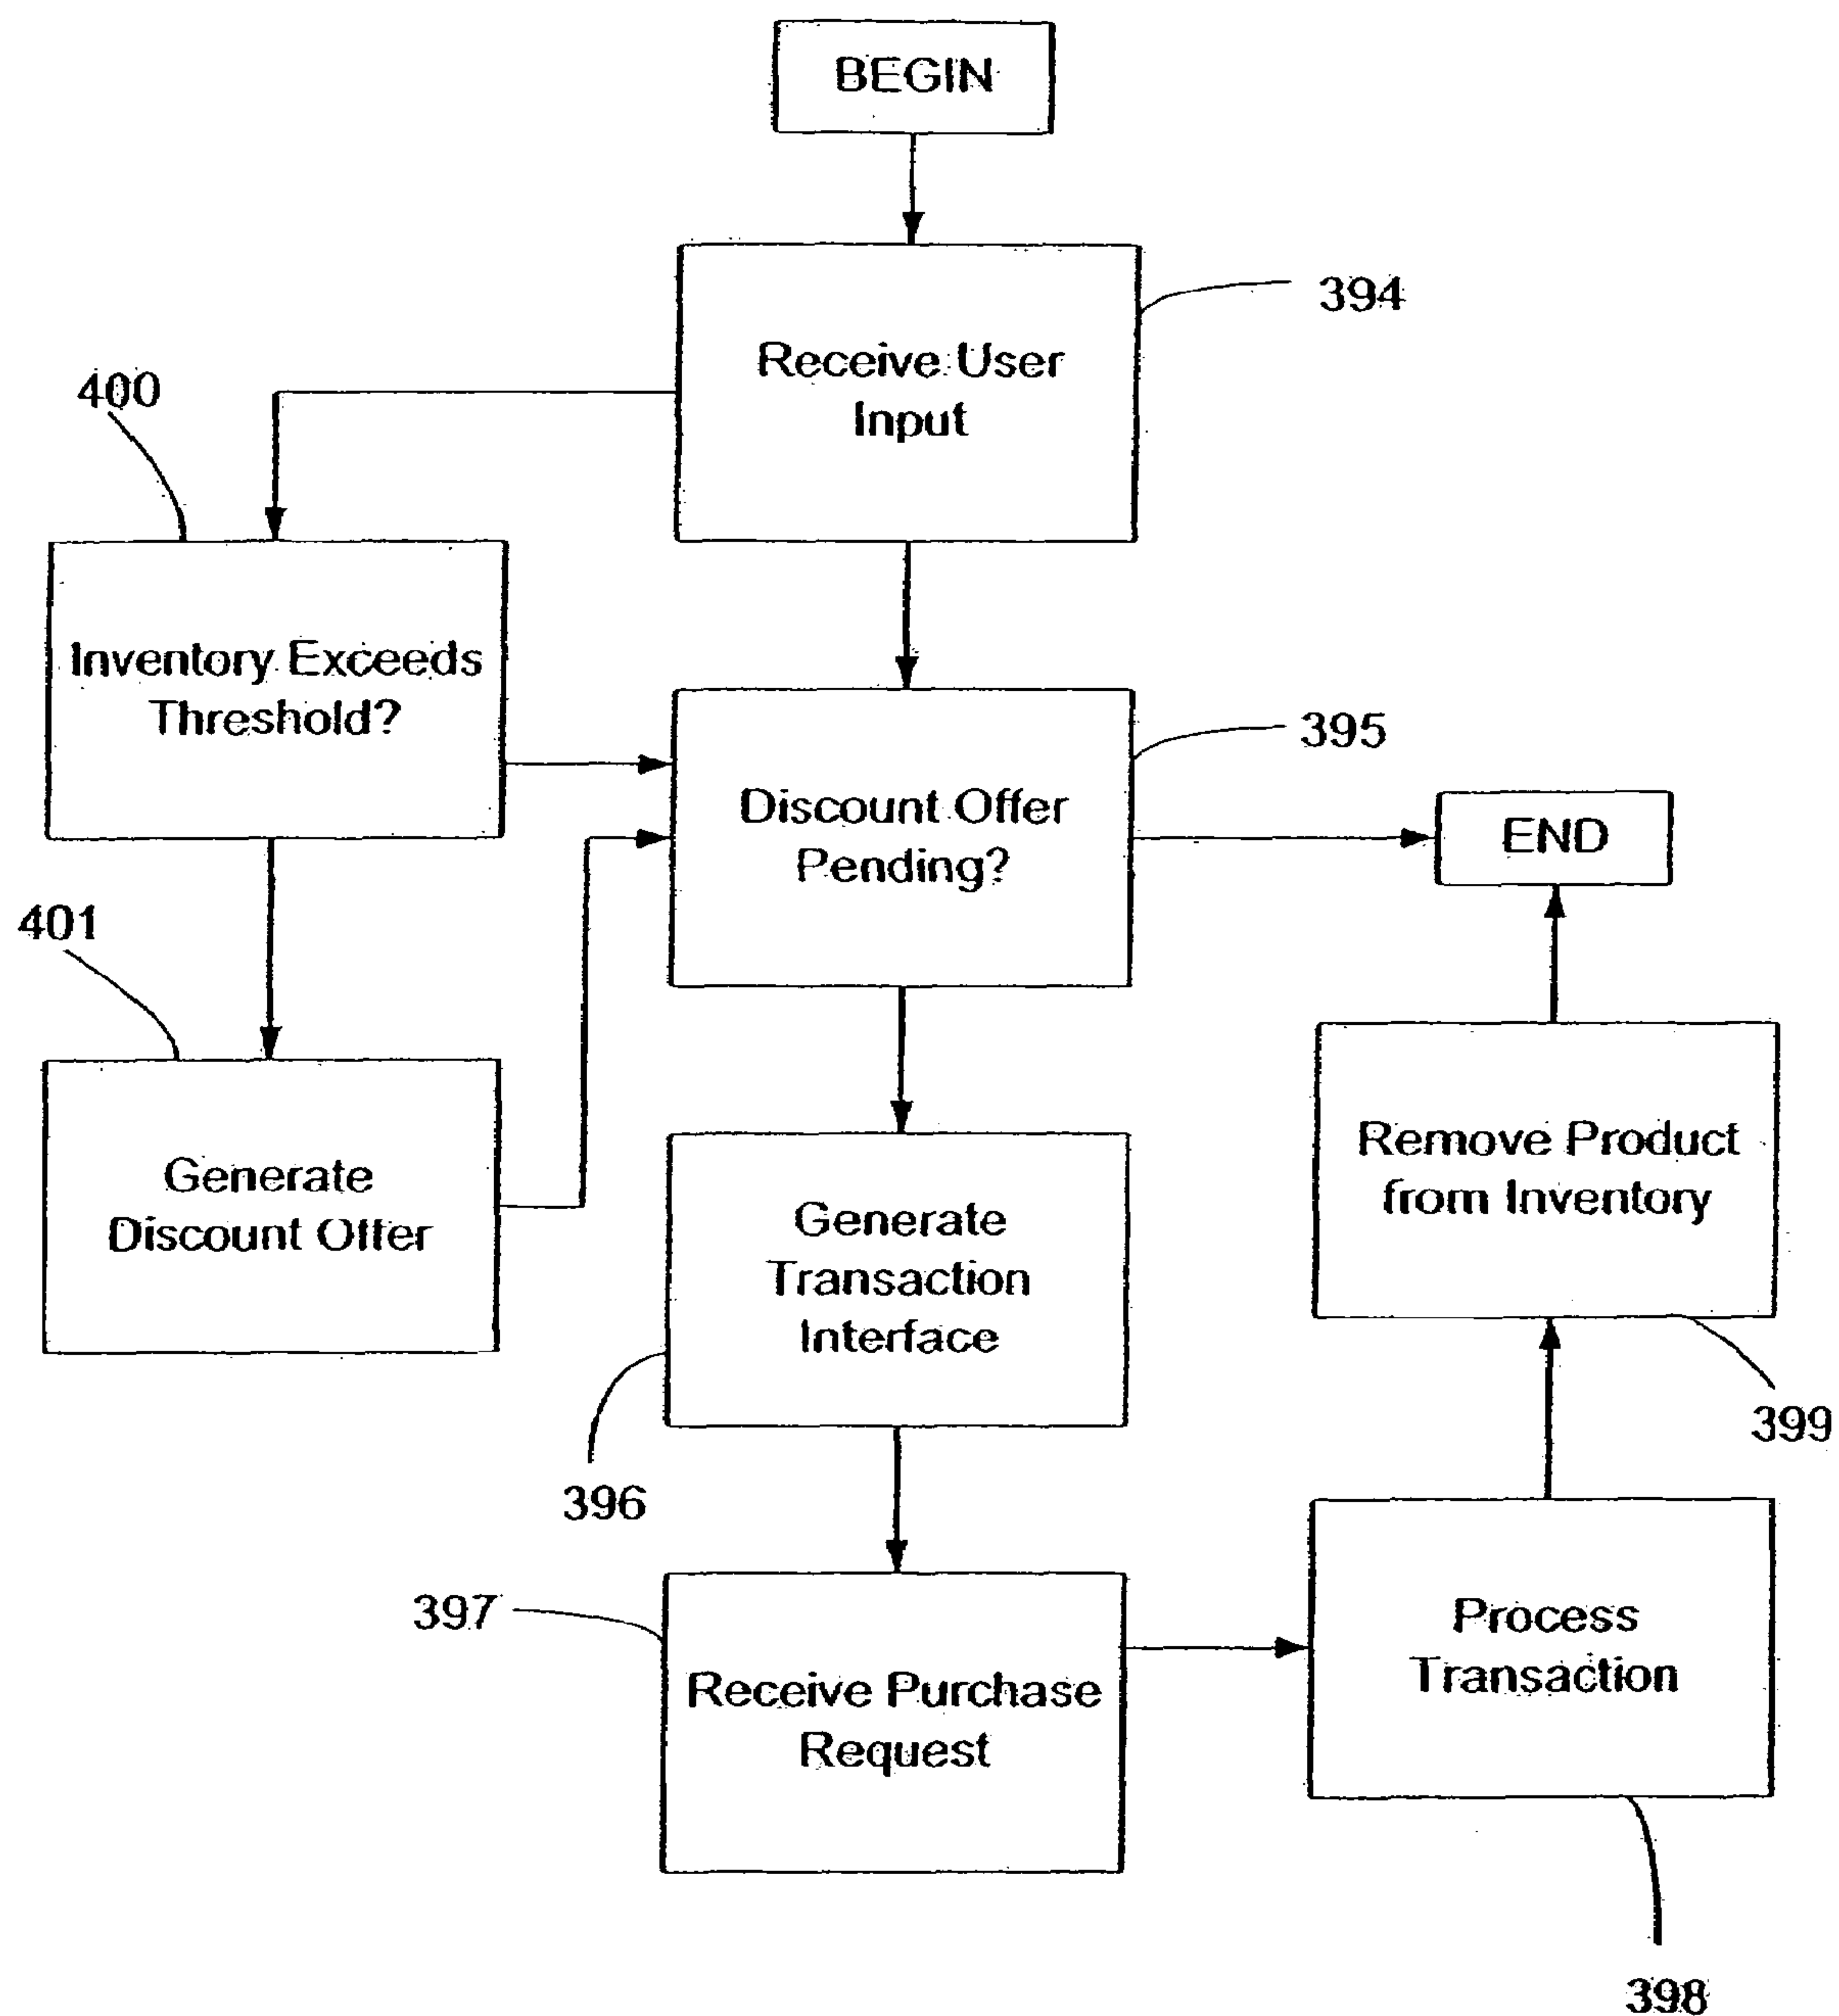 BEGIN
394
Receive User
Input
400
Inventory Exceeds
Threshold?
395
Discount Offer
Pending?
END
401
Generate
Discount Offer
Generate
Transaction
Interface
396
Remove Product
from Inventory
399
397
Receive Purchase
Request
Process
Transaction
398